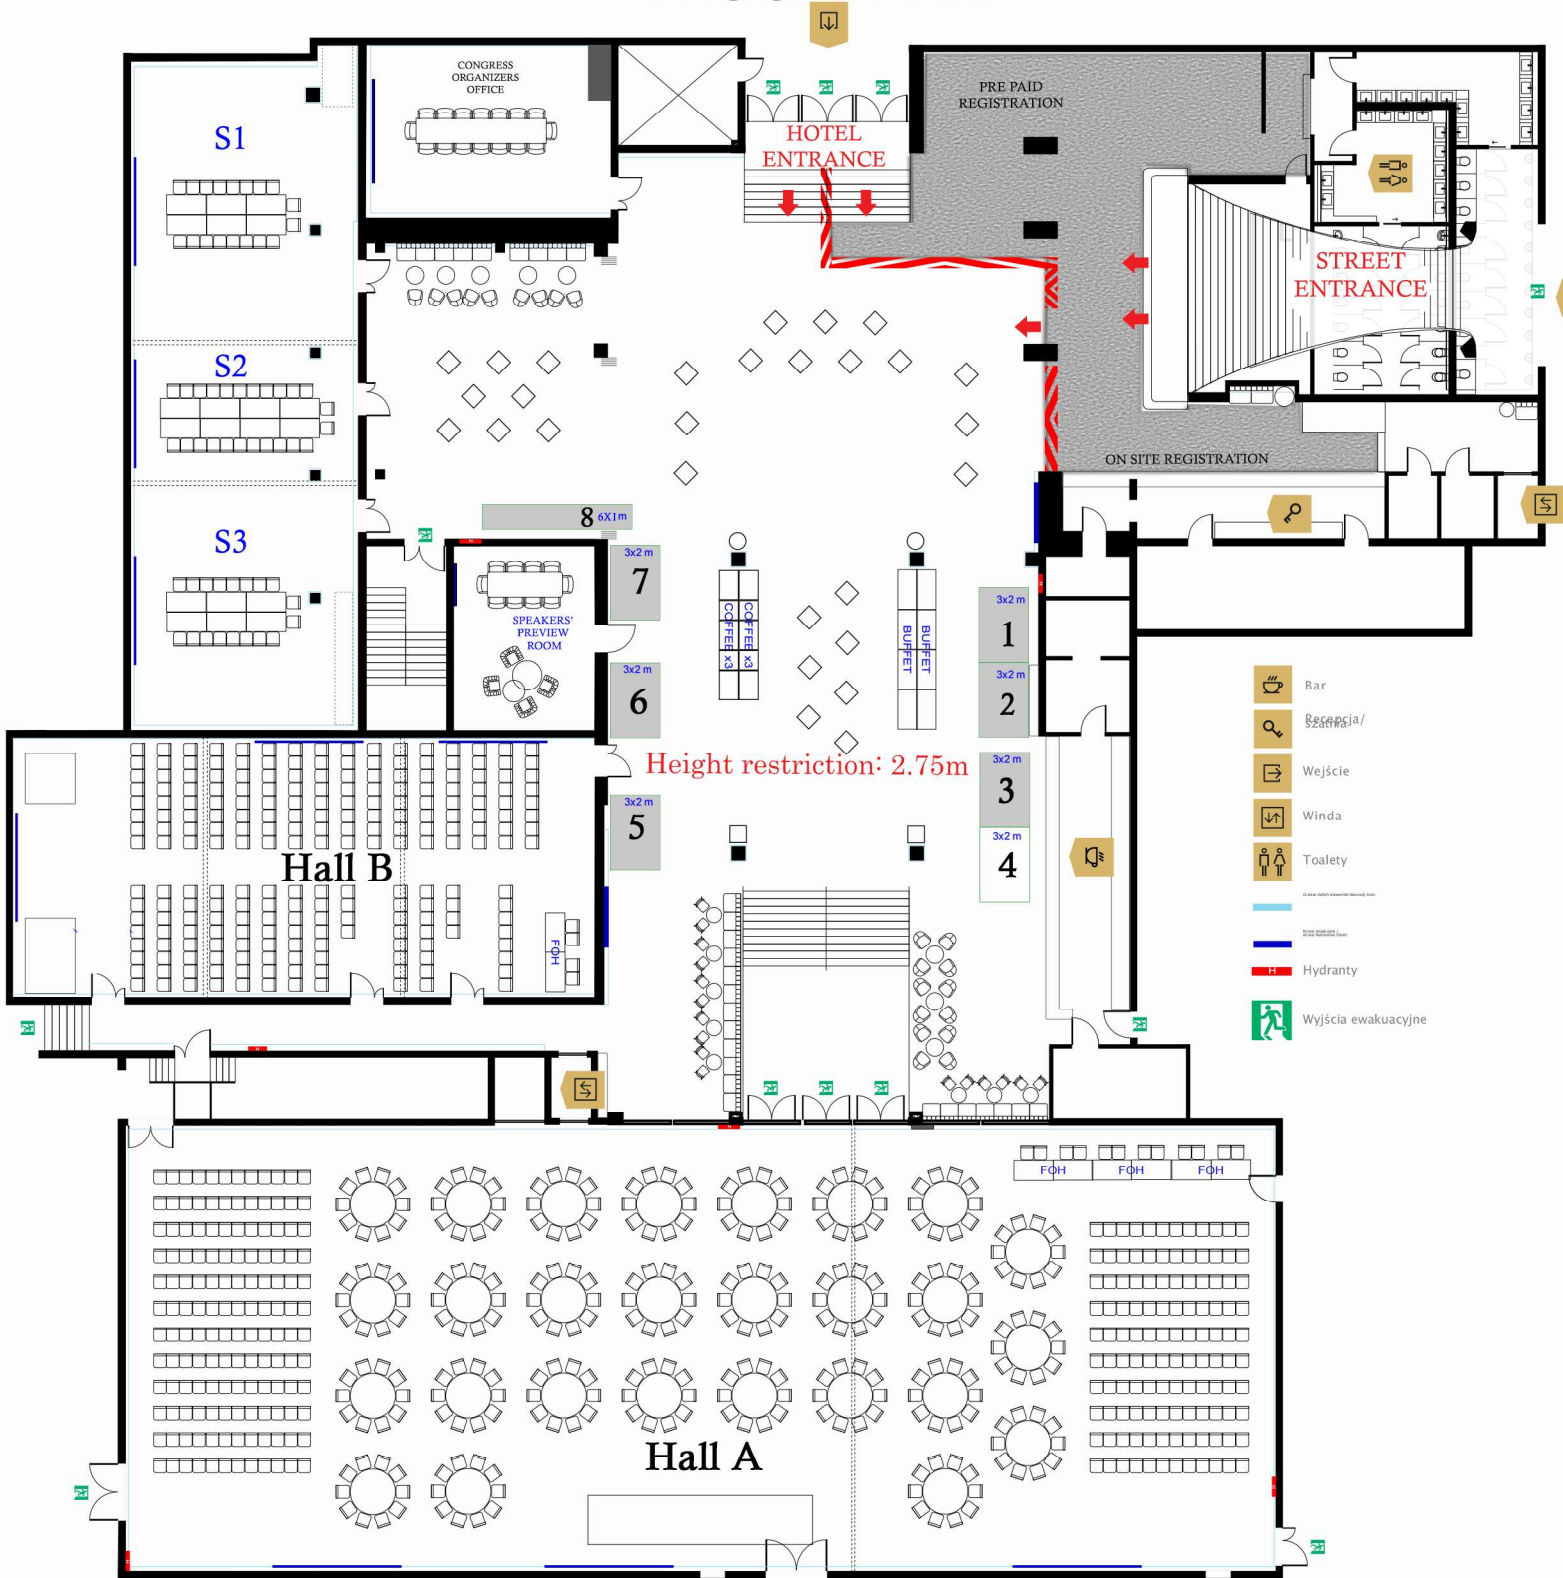 CONGRESS
ORGANIZERS
OFFICE
PRE PAID
REGISTRATION
HOTEL
ENTRANCE
S1
STREET
ENTRANCE
S2
ON SITE REGISTRATION
8 6X1m
S3
3x2 m
7
SPEAKERS'
PREVIEW
ROOM
COFFEE x3
COFFEE x3
BUFFET
BUFFET
3x2 m
1
3x2 m
6
3x2 m
2
Height restriction: 2.75m
3x2 m
3
3x2 m
5
3x2 m
4
Hall B
FOH
Bar
Recepcja/
szatnia
Wejście
Winda
Toalety
H Hydranty
Wyjścia ewakuacyjne
FOH
FOH
FOH
Hall A